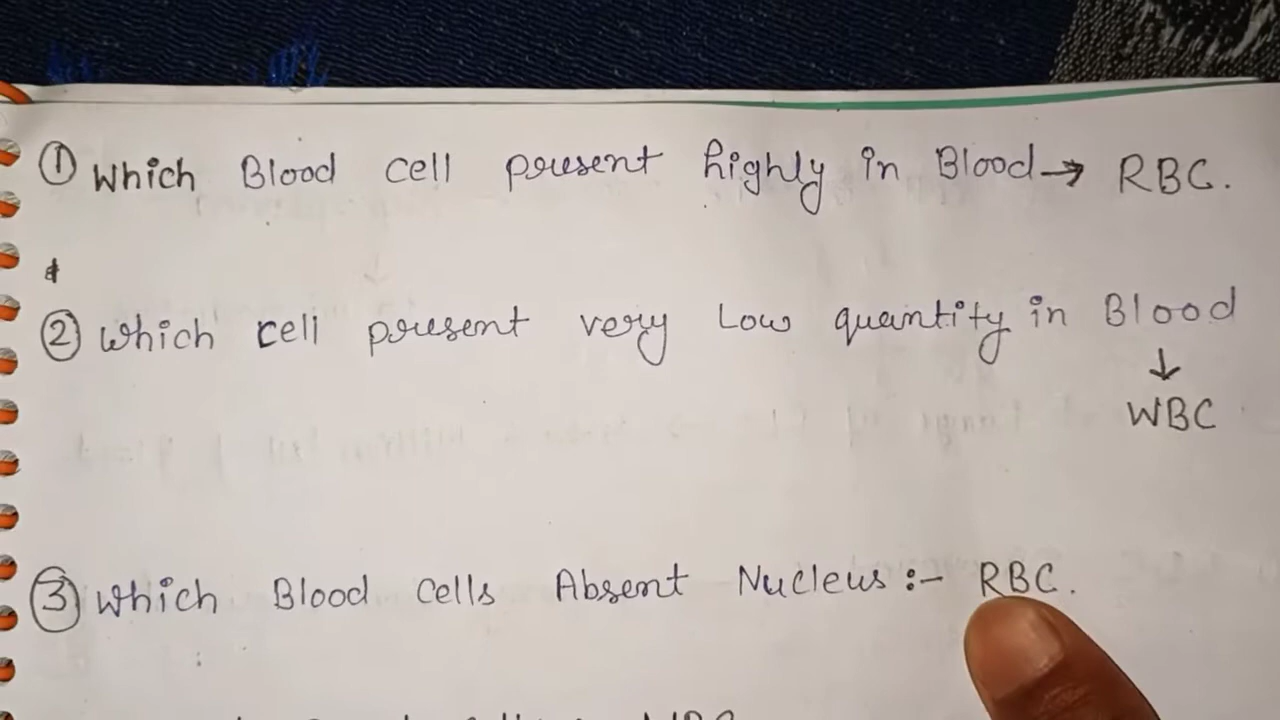 ① Which Blood cell present highly in Blood → RBC.
② Which cell present very Low quantity in Blood
↓
WBC
③ Which Blood Cells Absent Nucleus :- RBC.